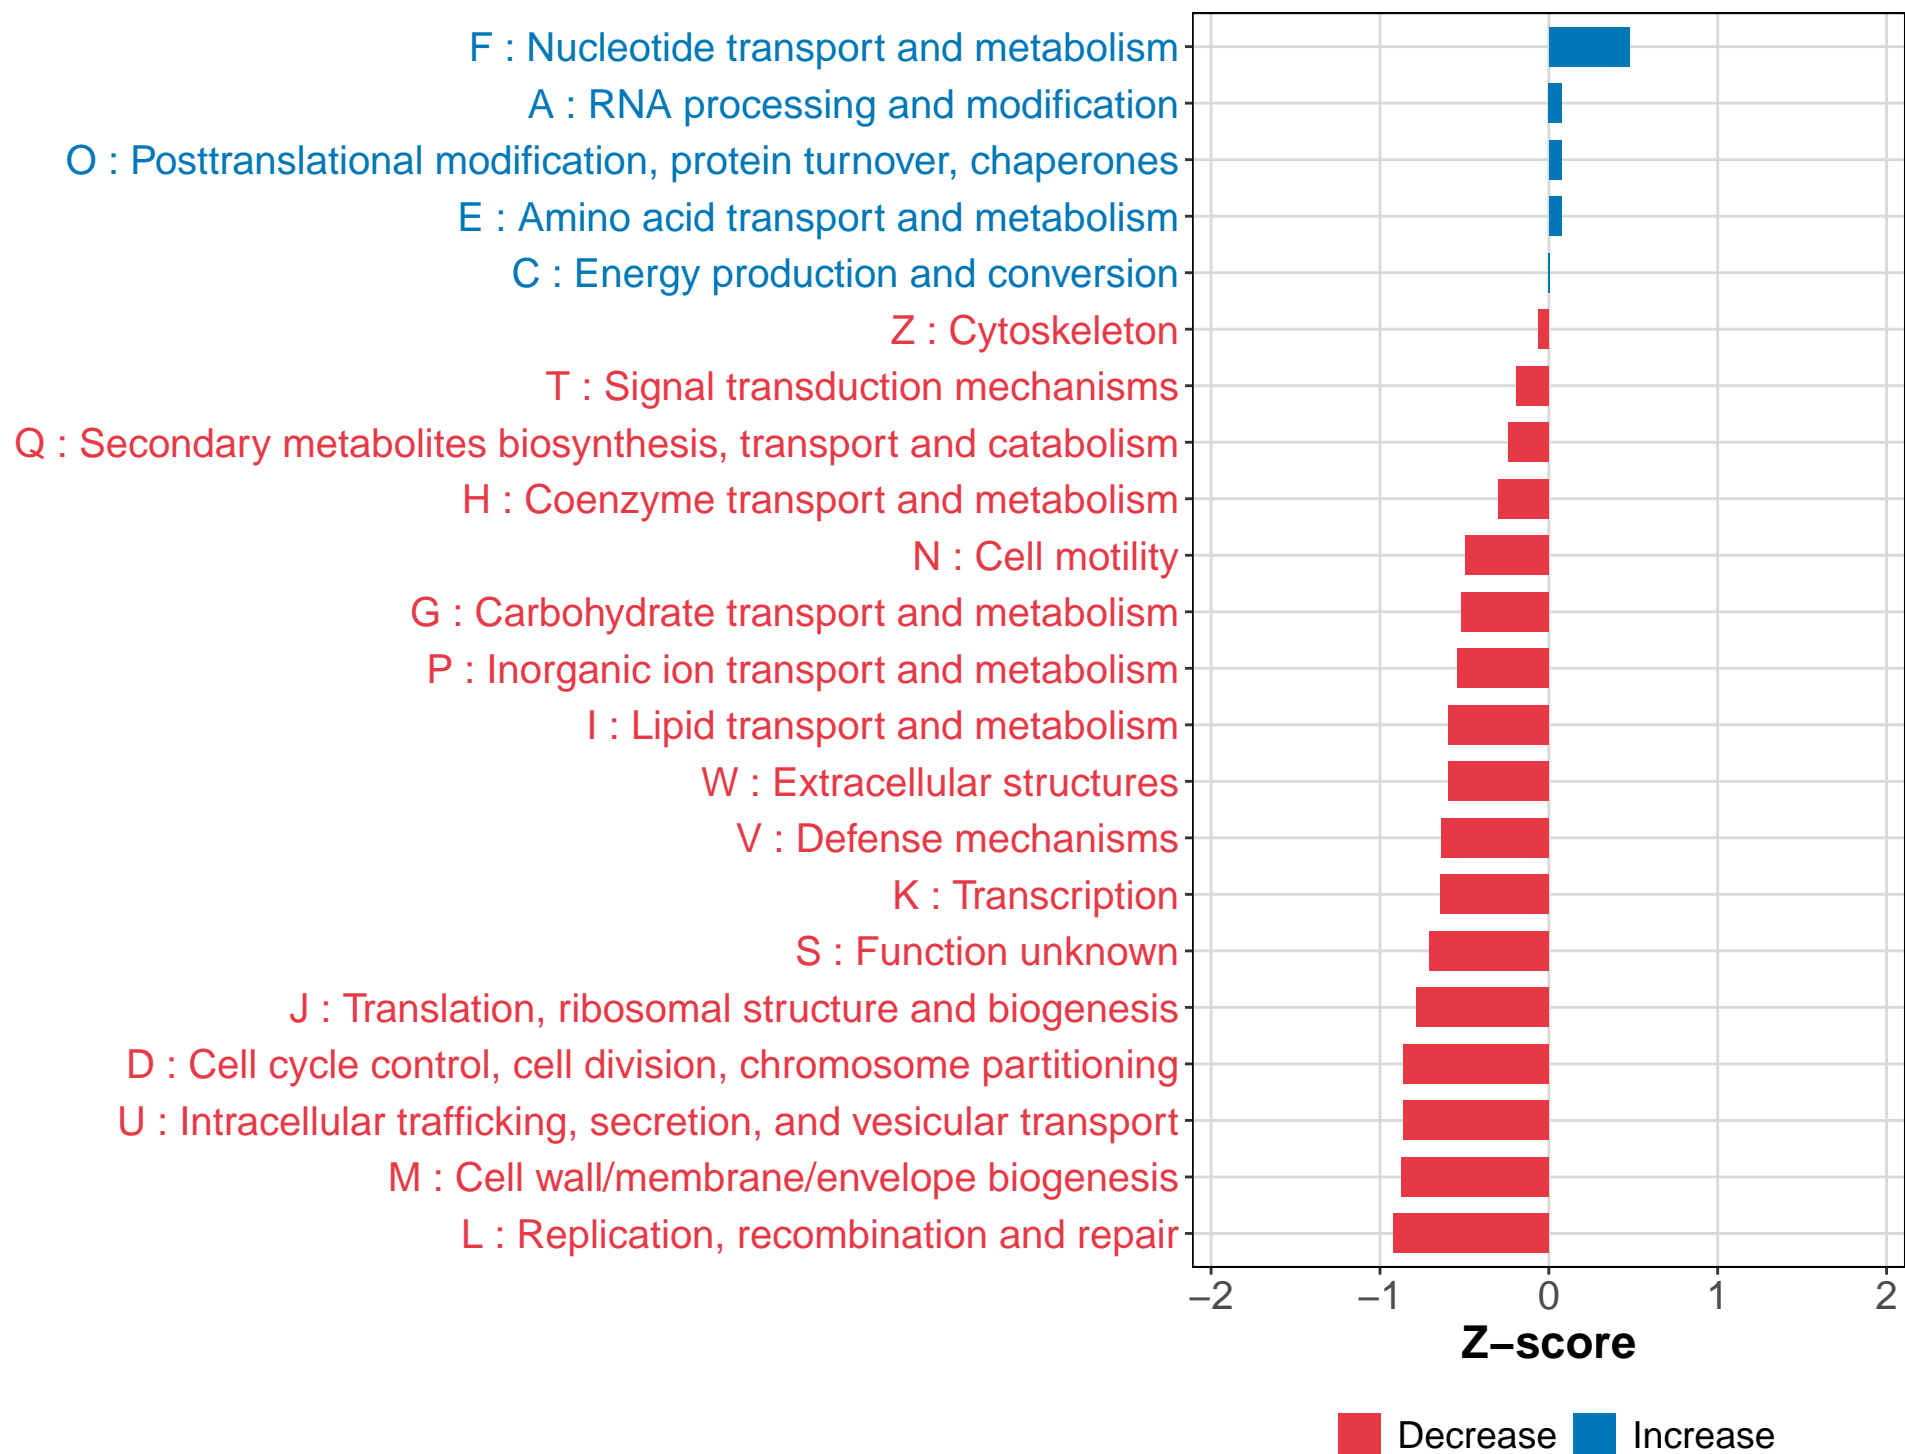 F : Nucleotide transport and metabolism
A : RNA processing and modification
O : Posttranslational modification, protein turnover, chaperones
E : Amino acid transport and metabolism
C : Energy production and conversion
Z : Cytoskeleton
T : Signal transduction mechanisms
Q : Secondary metabolites biosynthesis, transport and catabolism
H : Coenzyme transport and metabolism
N : Cell motility
G : Carbohydrate transport and metabolism
P : Inorganic ion transport and metabolism
I : Lipid transport and metabolism
W : Extracellular structures
V : Defense mechanisms
K : Transcription
S : Function unknown
J : Translation, ribosomal structure and biogenesis
D : Cell cycle control, cell division, chromosome partitioning
U : Intracellular trafficking, secretion, and vesicular transport
M : Cell wall/membrane/envelope biogenesis
L : Replication, recombination and repair
−2 −1 0 1 2
Z−score
Decrease Increase